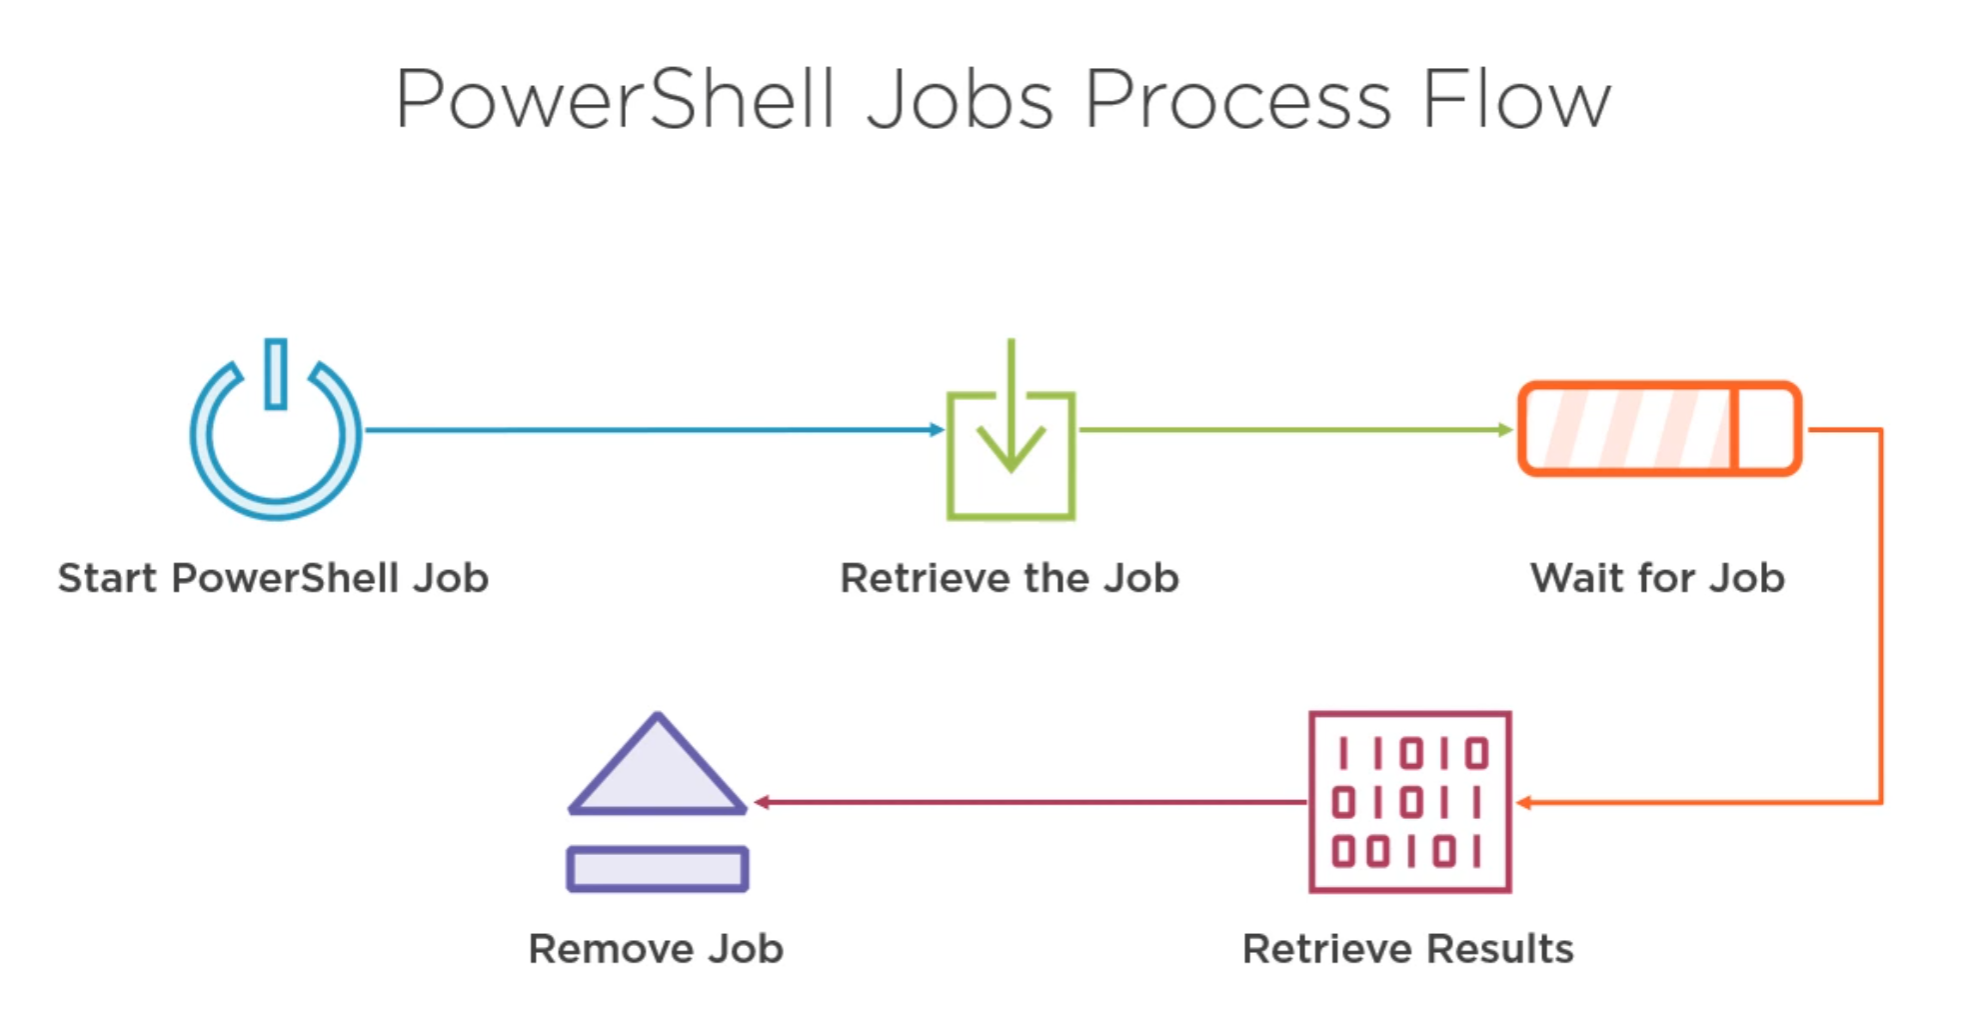 PowerShell Jobs Process Flow
Start PowerShell Job
Retrieve the Job
Wait for Job
11010
01011
00101
Retrieve Results
Remove Job